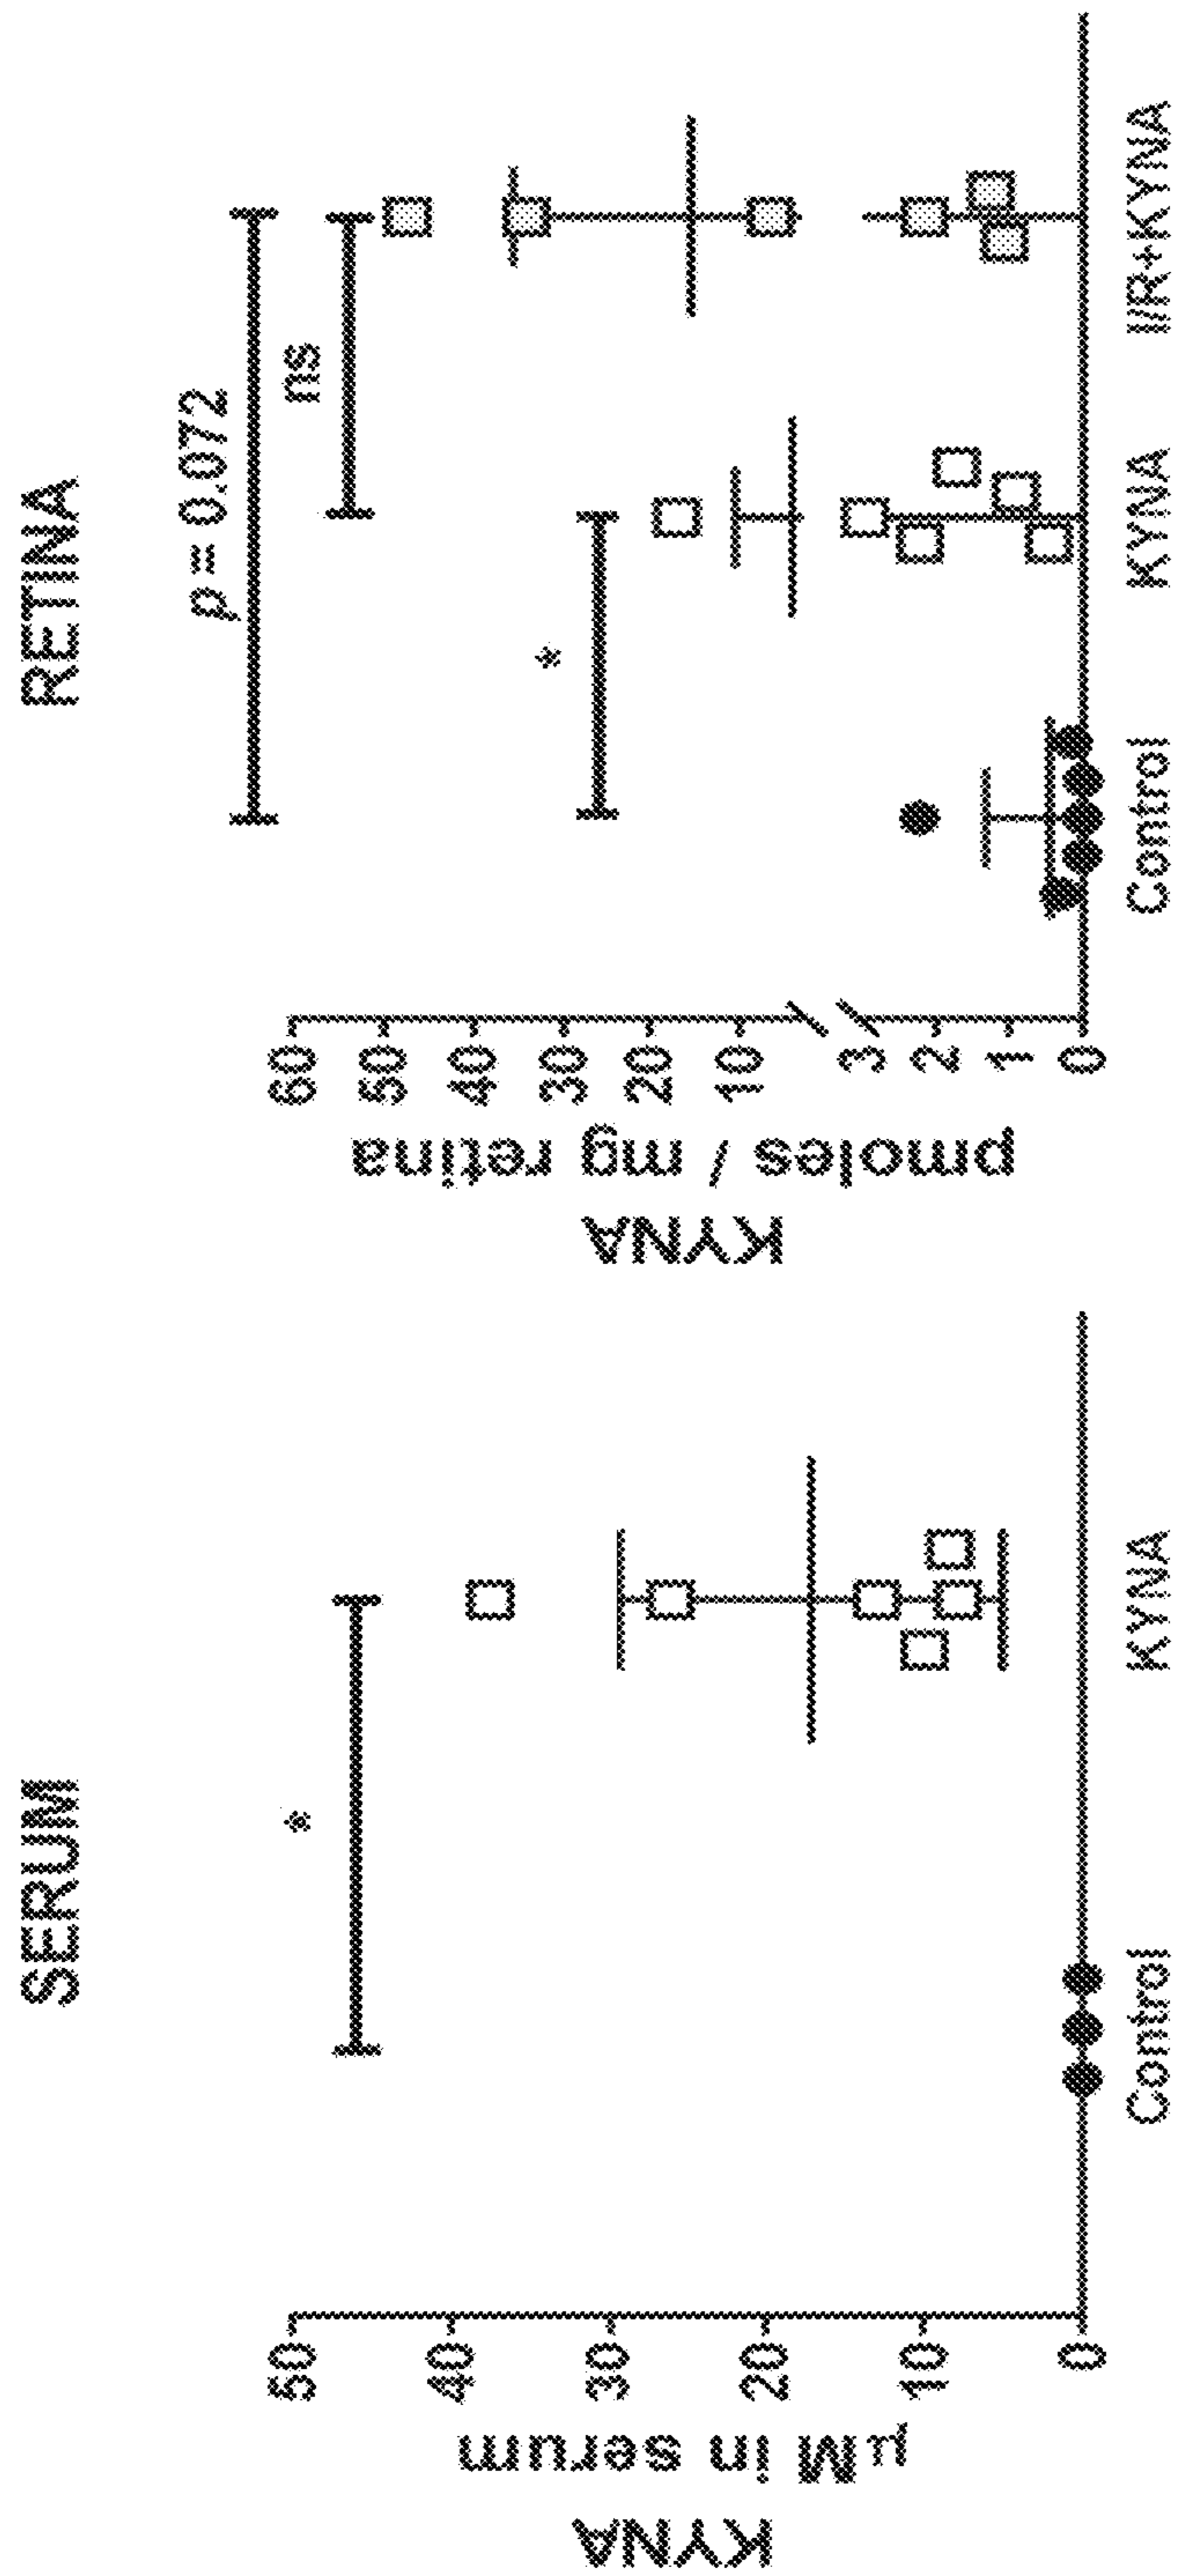 SERUM
*
KYNA
µM in serum
50
40
30
20
10
0
Control
KYNA
RETINA
p = 0.072
ns
*
KYNA
pmoles / mg retina
60
50
40
30
20
10
3
2
1
0
Control
KYNA
I/R+KYNA